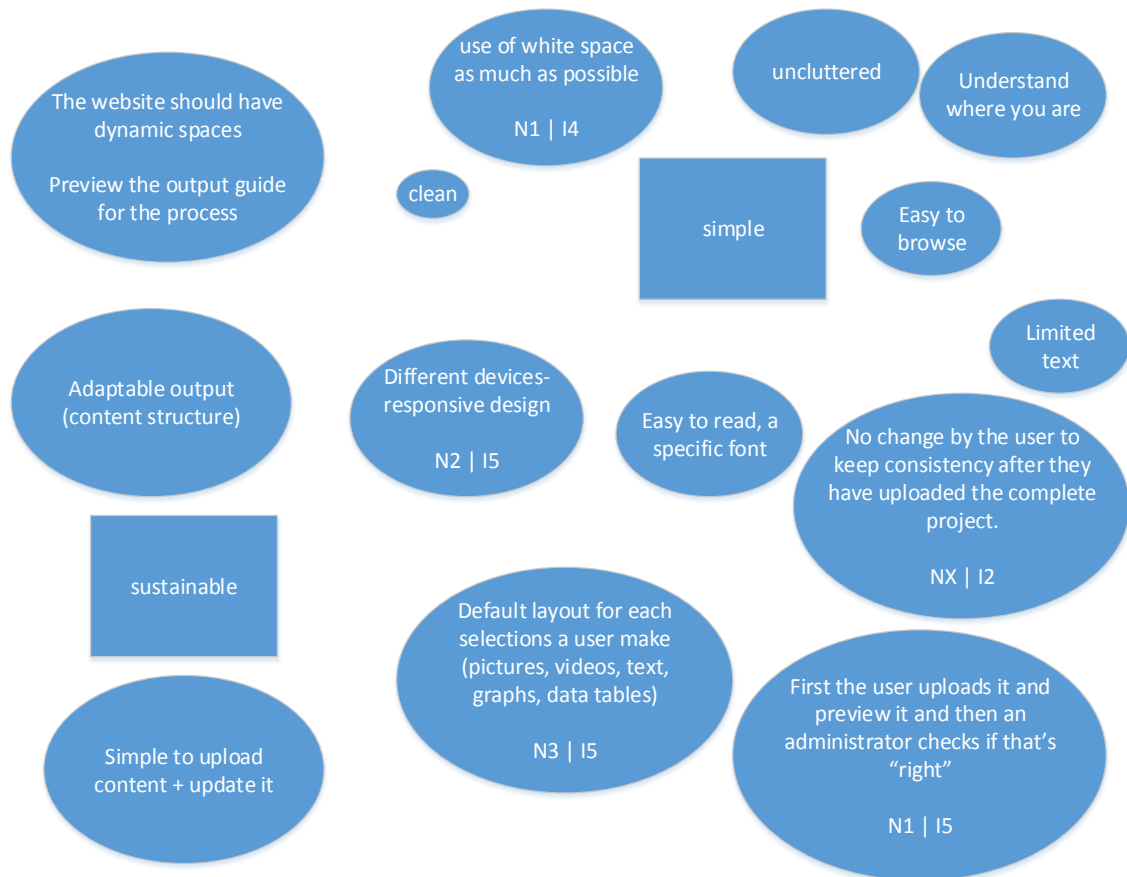 use of white space
as much as possible
N1 | I4
uncluttered
Understand
where you are
The website should have
dynamic spaces
Preview the output guide
for the process
clean
simple
Easy to
browse
Limited
text
Adaptable output
(content structure)
Different devices-
responsive design
N2 | I5
Easy to read, a
specific font
No change by the user to
keep consistency after they
have uploaded the complete
project.
NX | I2
sustainable
Default layout for each
selections a user make
(pictures, videos, text,
graphs, data tables)
N3 | I5
First the user uploads it and
preview it and then an
administrator checks if that’s
“right”
N1 | I5
Simple to upload
content + update it